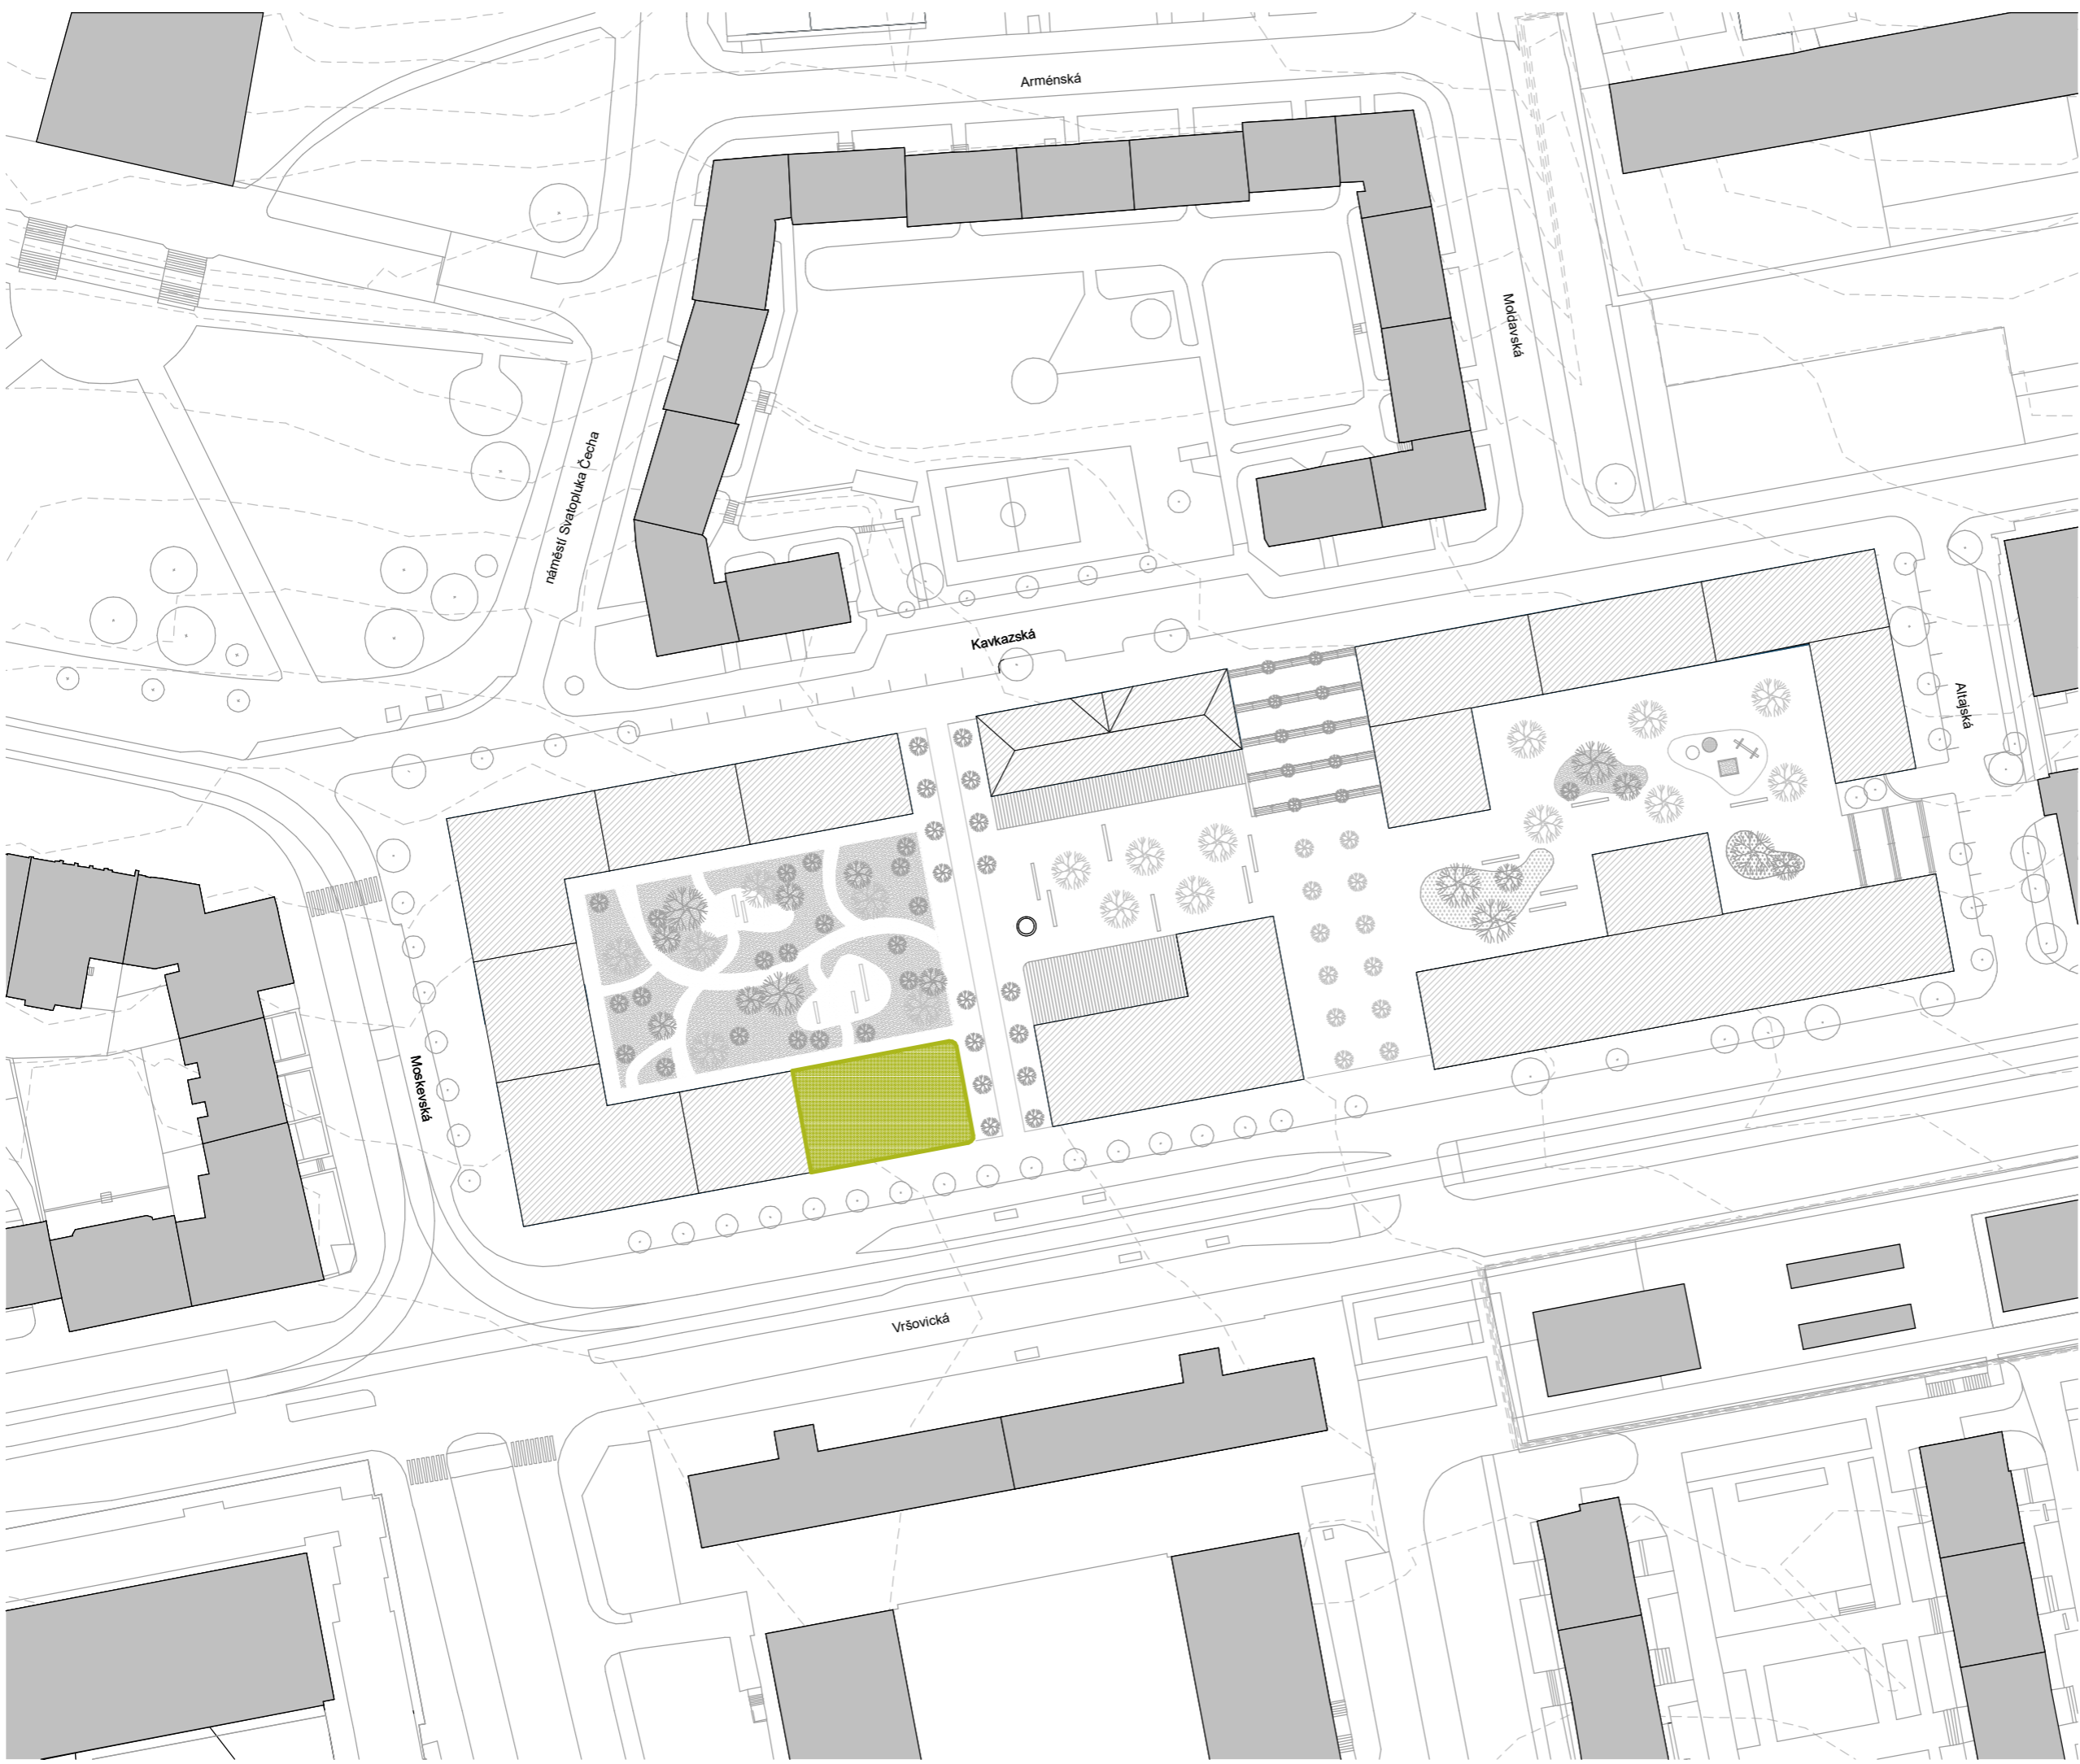 Arménská
Moldavská
náměstí Svatopluka Čecha
Kavkazská
Altajská
Moskevská
Vršovická